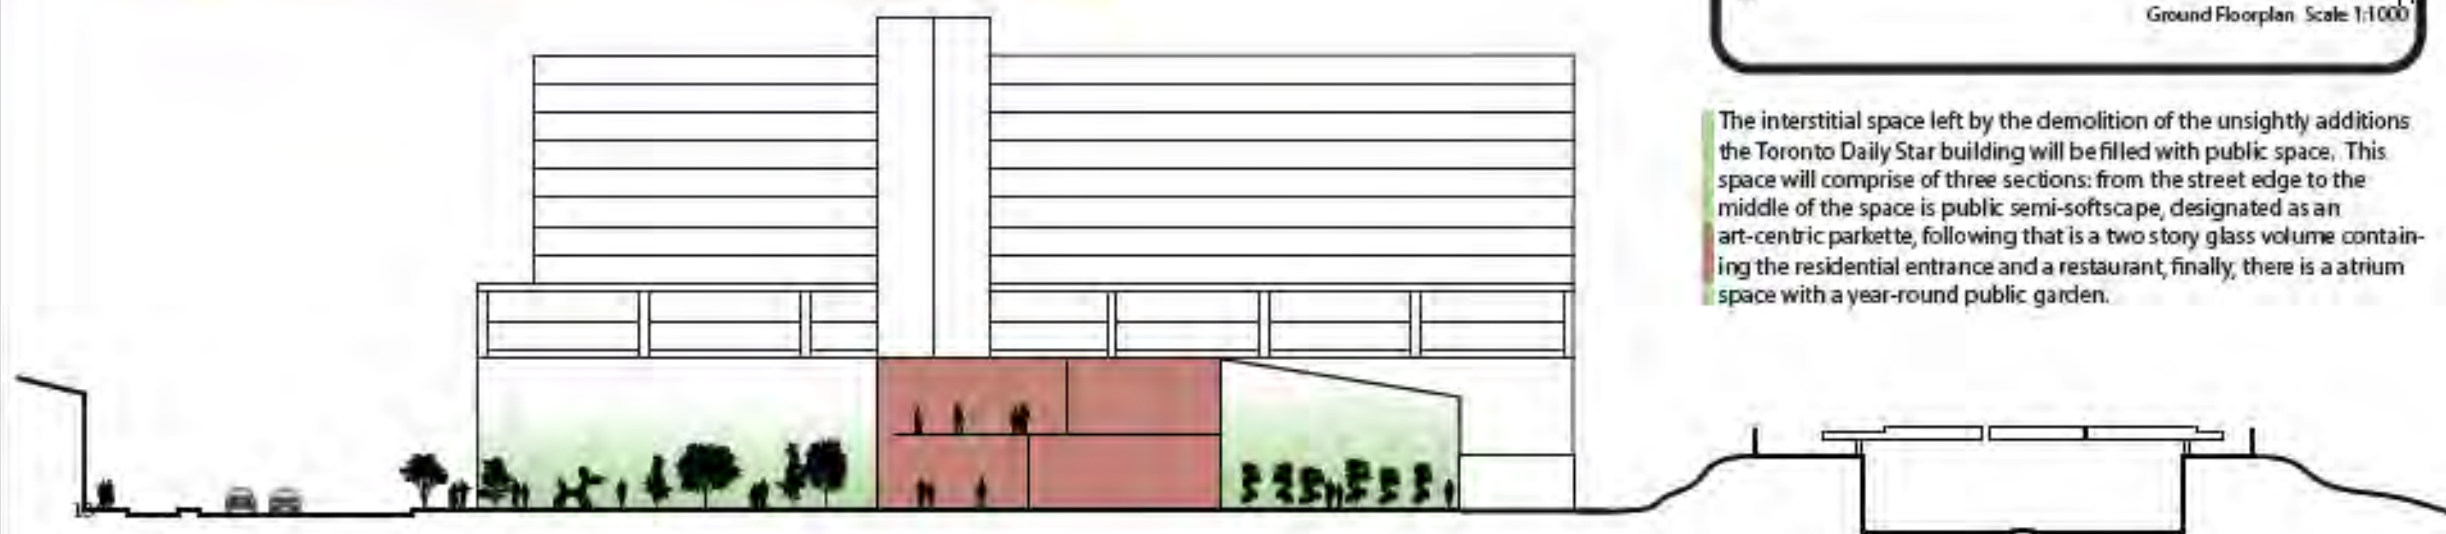 Ground Floorplan Scale 1:1000
The interstitial space left by the demolition of the unsightly additions
the Toronto Daily Star building will be filled with public space. This
space will comprise of three sections: from the street edge to the
middle of the space is public semi-softscape, designated as an
art-centric parkette, following that is a two story glass volume contain-
ing the residential entrance and a restaurant, finally, there is a atrium
space with a year-round public garden.